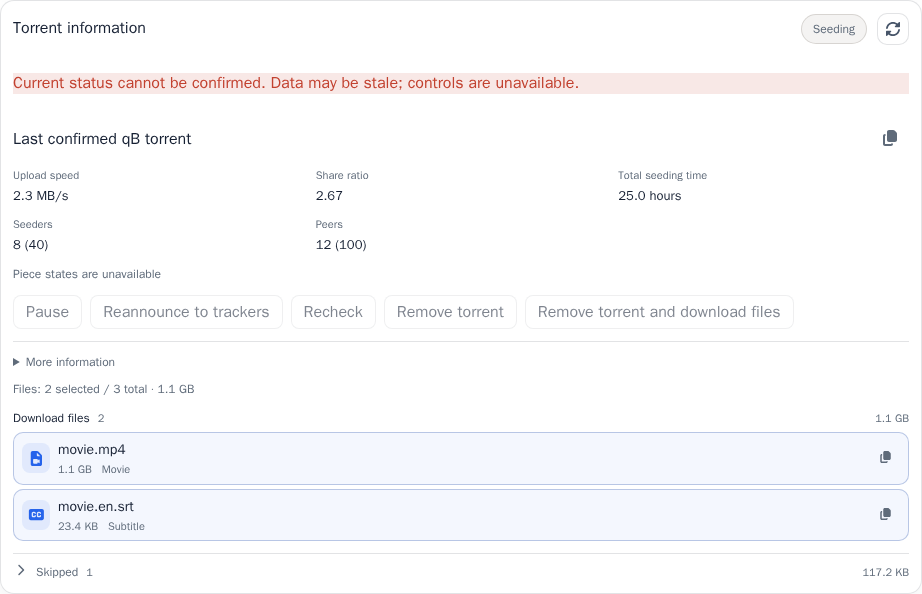 Torrent information
Seeding
Current status cannot be confirmed. Data may be stale; controls are unavailable.
Last confirmed qB torrent
Upload speed
Share ratio
Total seeding time
2.3 MB/s
2.67
25.0 hours
Seeders
Peers
8 (40)
12 (100)
Piece states are unavailable
Pause
Reannounce to trackers
Recheck
Remove torrent
Remove torrent and download files
More information
Files: 2 selected / 3 total · 1.1 GB
Download files 2
1.1 GB
movie.mp4
1.1 GB Movie
CC
movie.en.srt
23.4 KB Subtitle
Skipped 1
117.2 KB